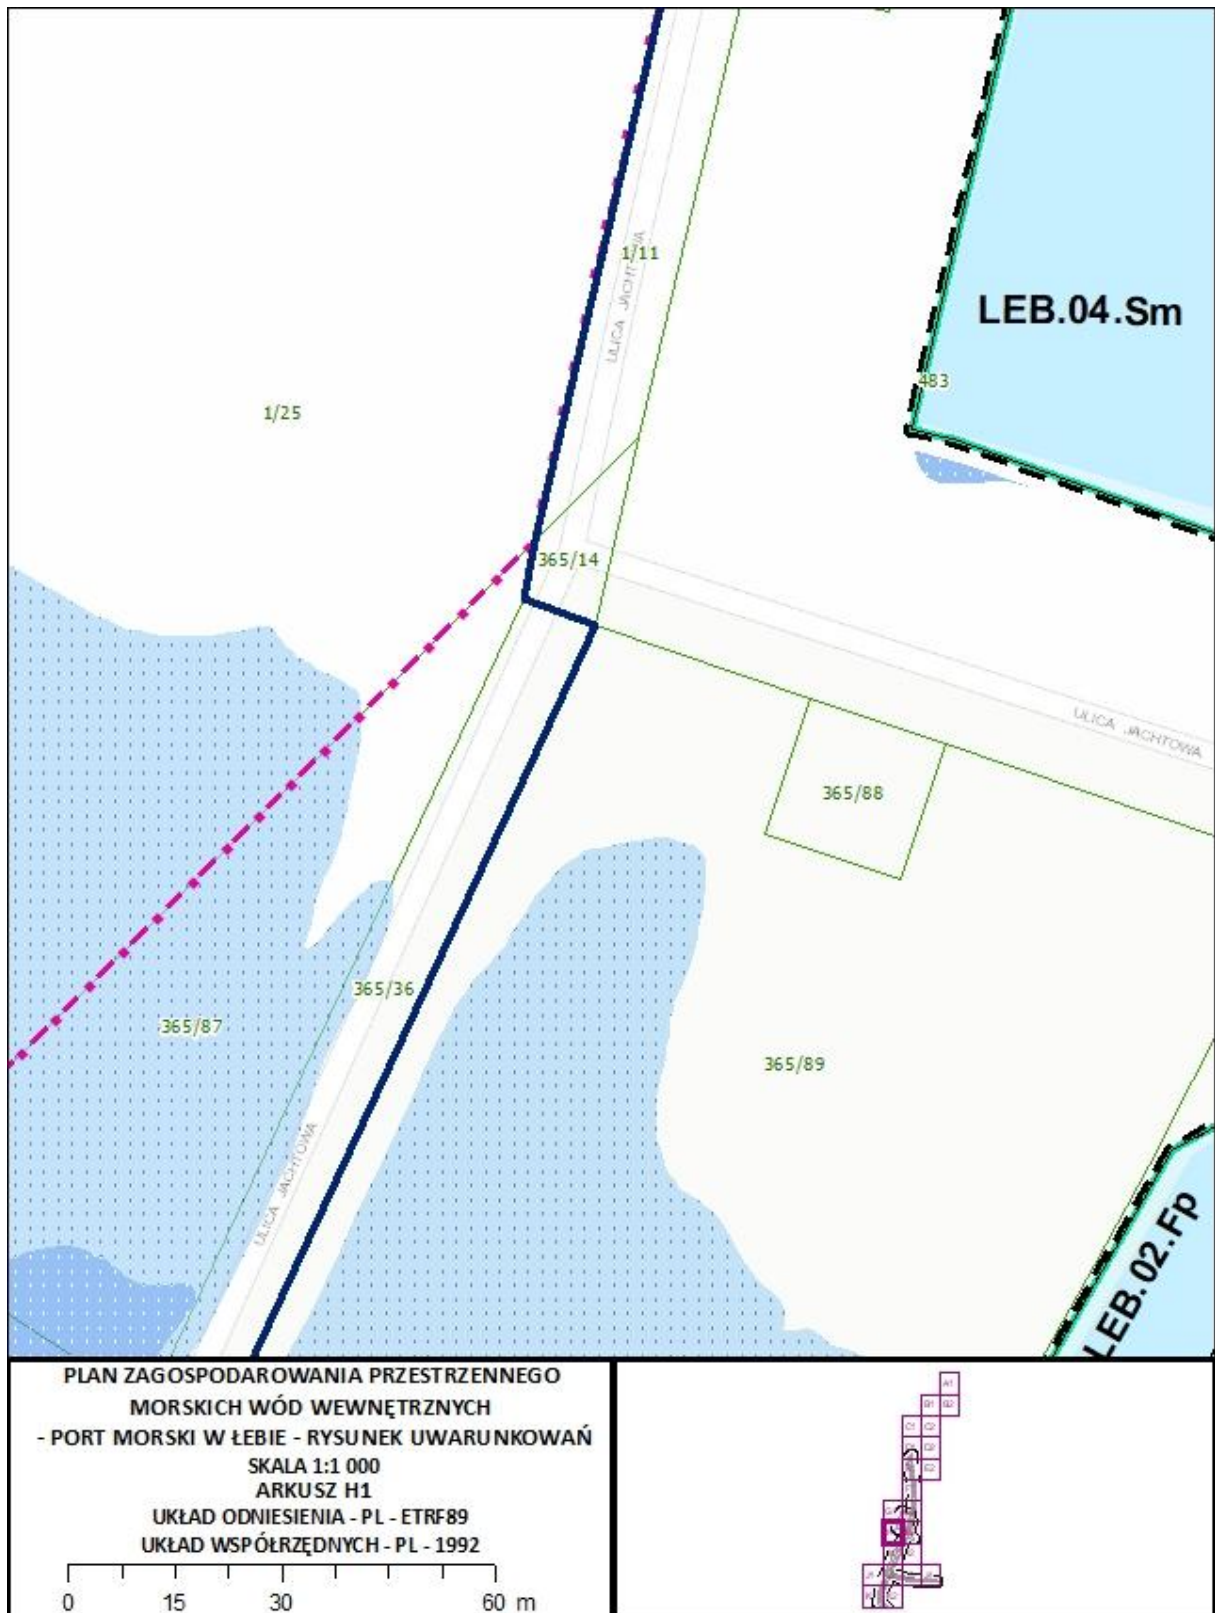 1/11
ULICA JACHTOWA
LEB.04.Sm
483
1/25
365/14
ULICA JACHTOWA
365/88
365/36
365/87
365/89
ULICA JACHTOWA
LEB.02.Fp
PLAN ZAGOSPODAROWANIA PRZESTRZENNEGO
MORSKICH WÓD WEWNĘTRZNYCH
- PORT MORSKI W ŁEBIE - RYSUNEK UWARUNKOWAŃ
SKALA 1:1 000
ARKUSZ H1
UKŁAD ODNIESIENIA - PL - ETRF89
UKŁAD WSPÓŁRZĘDNYCH - PL - 1992
0 15 30 60 m